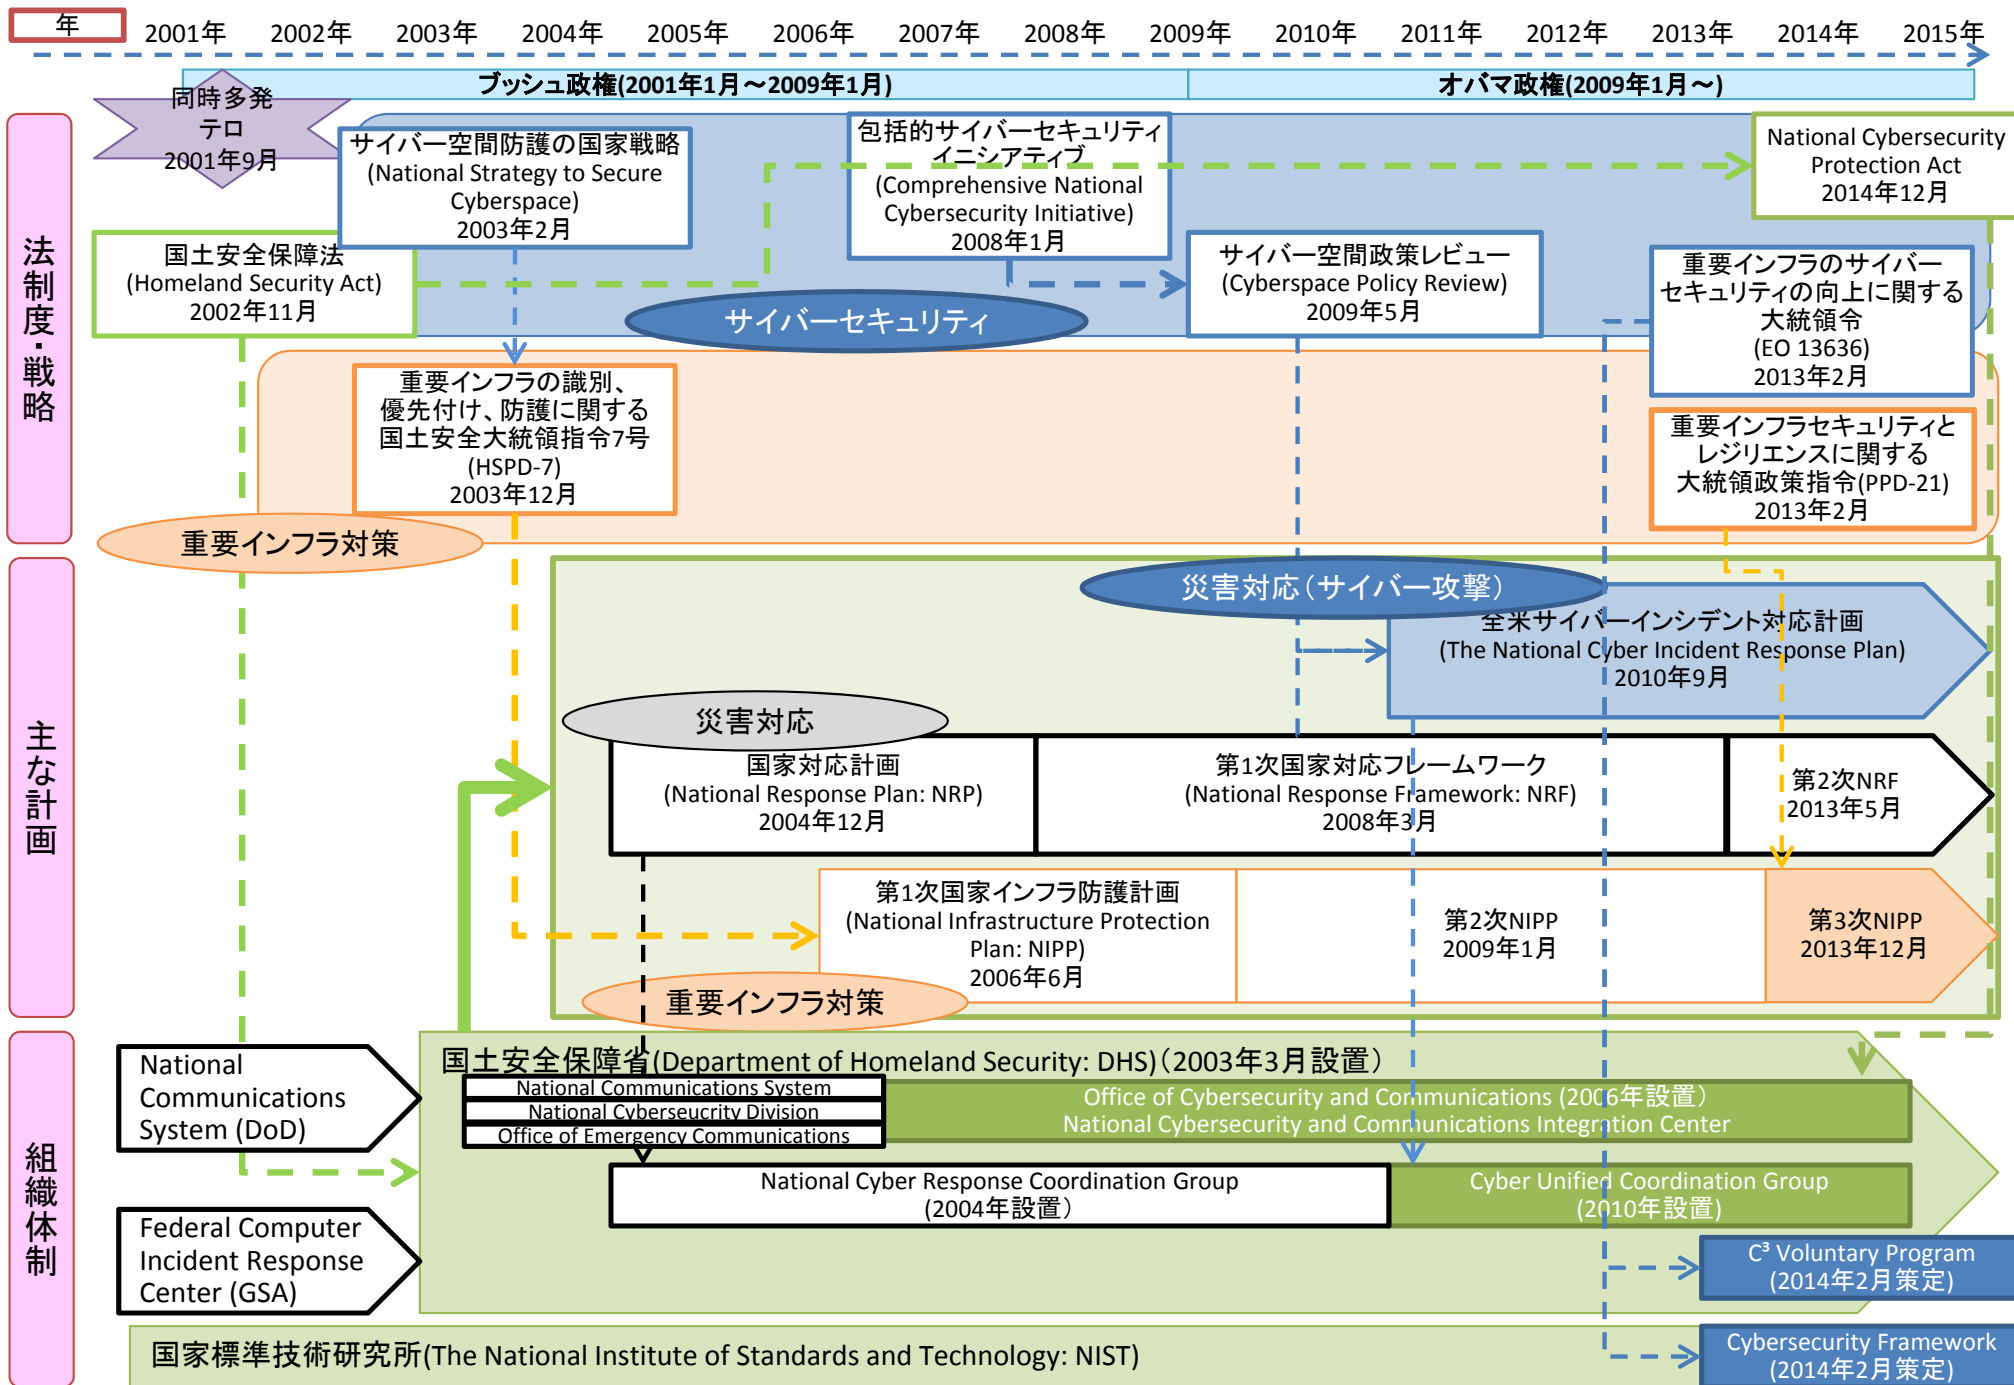 年
2001年
2002年
2003年
2004年
2005年
2006年
2007年
2008年
2009年
2010年
2011年
2012年
2013年
2014年
2015年
ブッシュ政権(2001年1月～2009年1月)
オバマ政権(2009年1月～)
同時多発
テロ
2001年9月
法制度・戦略
サイバー空間防護の国家戦略
(National Strategy to Secure
Cyberspace)
2003年2月
包括的サイバーセキュリティ
イニシアティブ
(Comprehensive National
Cybersecurity Initiative)
2008年1月
National Cybersecurity
Protection Act
2014年12月
国土安全保障法
(Homeland Security Act)
2002年11月
サイバー空間政策レビュー
(Cyberspace Policy Review)
2009年5月
重要インフラのサイバー
セキュリティの向上に関する
大統領令
(EO 13636)
2013年2月
サイバーセキュリティ
重要インフラの識別、
優先付け、防護に関する
国土安全大統領指令7号
(HSPD-7)
2003年12月
重要インフラセキュリティと
レジリエンスに関する
大統領政策指令(PPD-21)
2013年2月
重要インフラ対策
主な計画
災害対応（サイバー攻撃）
全米サイバーインシデント対応計画
(The National Cyber Incident Response Plan)
2010年9月
災害対応
国家対応計画
(National Response Plan: NRP)
2004年12月
第1次国家対応フレームワーク
(National Response Framework: NRF)
2008年3月
第2次NRF
2013年5月
第1次国家インフラ防護計画
(National Infrastructure Protection
Plan: NIPP)
2006年6月
第2次NIPP
2009年1月
第3次NIPP
2013年12月
重要インフラ対策
組織体制
National
Communications
System (DoD)
国土安全保障省(Department of Homeland Security: DHS)（2003年3月設置）
National Communications System
National Cyberseucrity Division
Office of Emergency Communications
Office of Cybersecurity and Communications (2006年設置）
National Cybersecurity and Communications Integration Center
National Cyber Response Coordination Group
(2004年設置）
Cyber Unified Coordination Group
(2010年設置)
Federal Computer
Incident Response
Center (GSA)
C³ Voluntary Program
(2014年2月策定)
国家標準技術研究所(The National Institute of Standards and Technology: NIST)
Cybersecurity Framework
(2014年2月策定)